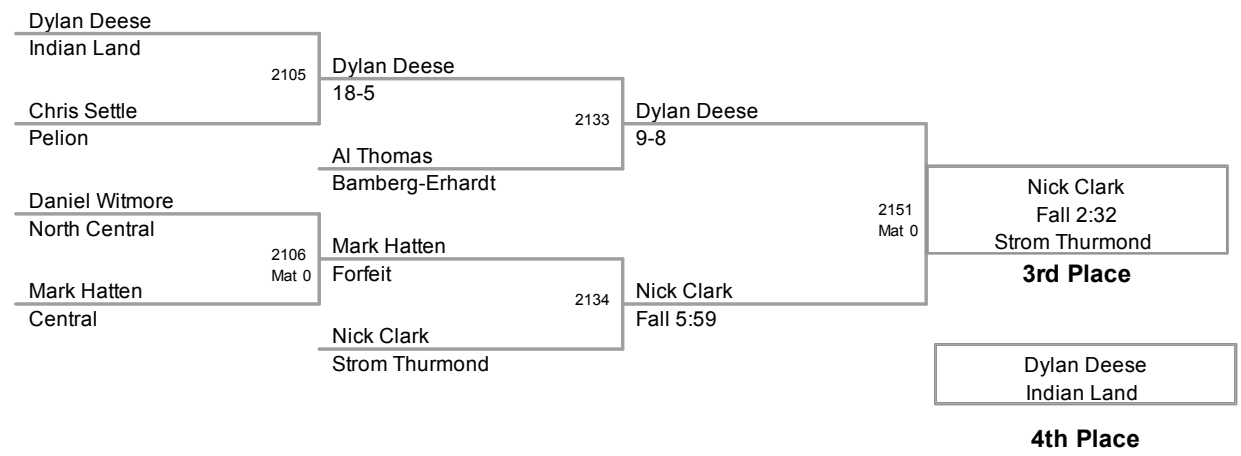 Dylan Deese
Indian Land
2105
Chris Settle
Pelion
Daniel Witmore
North Central
2106
Mat 0
Mark Hatten
Central
Dylan Deese
18-5
2133
Al Thomas
Bamberg-Erhardt
Mark Hatten
Forfeit
2134
Nick Clark
Strom Thurmond
Dylan Deese
9-8
2151
Mat 0
Nick Clark
Fall 5:59
Nick Clark
Fall 2:32
Strom Thurmond
3rd Place
Dylan Deese
Indian Land
4th Place